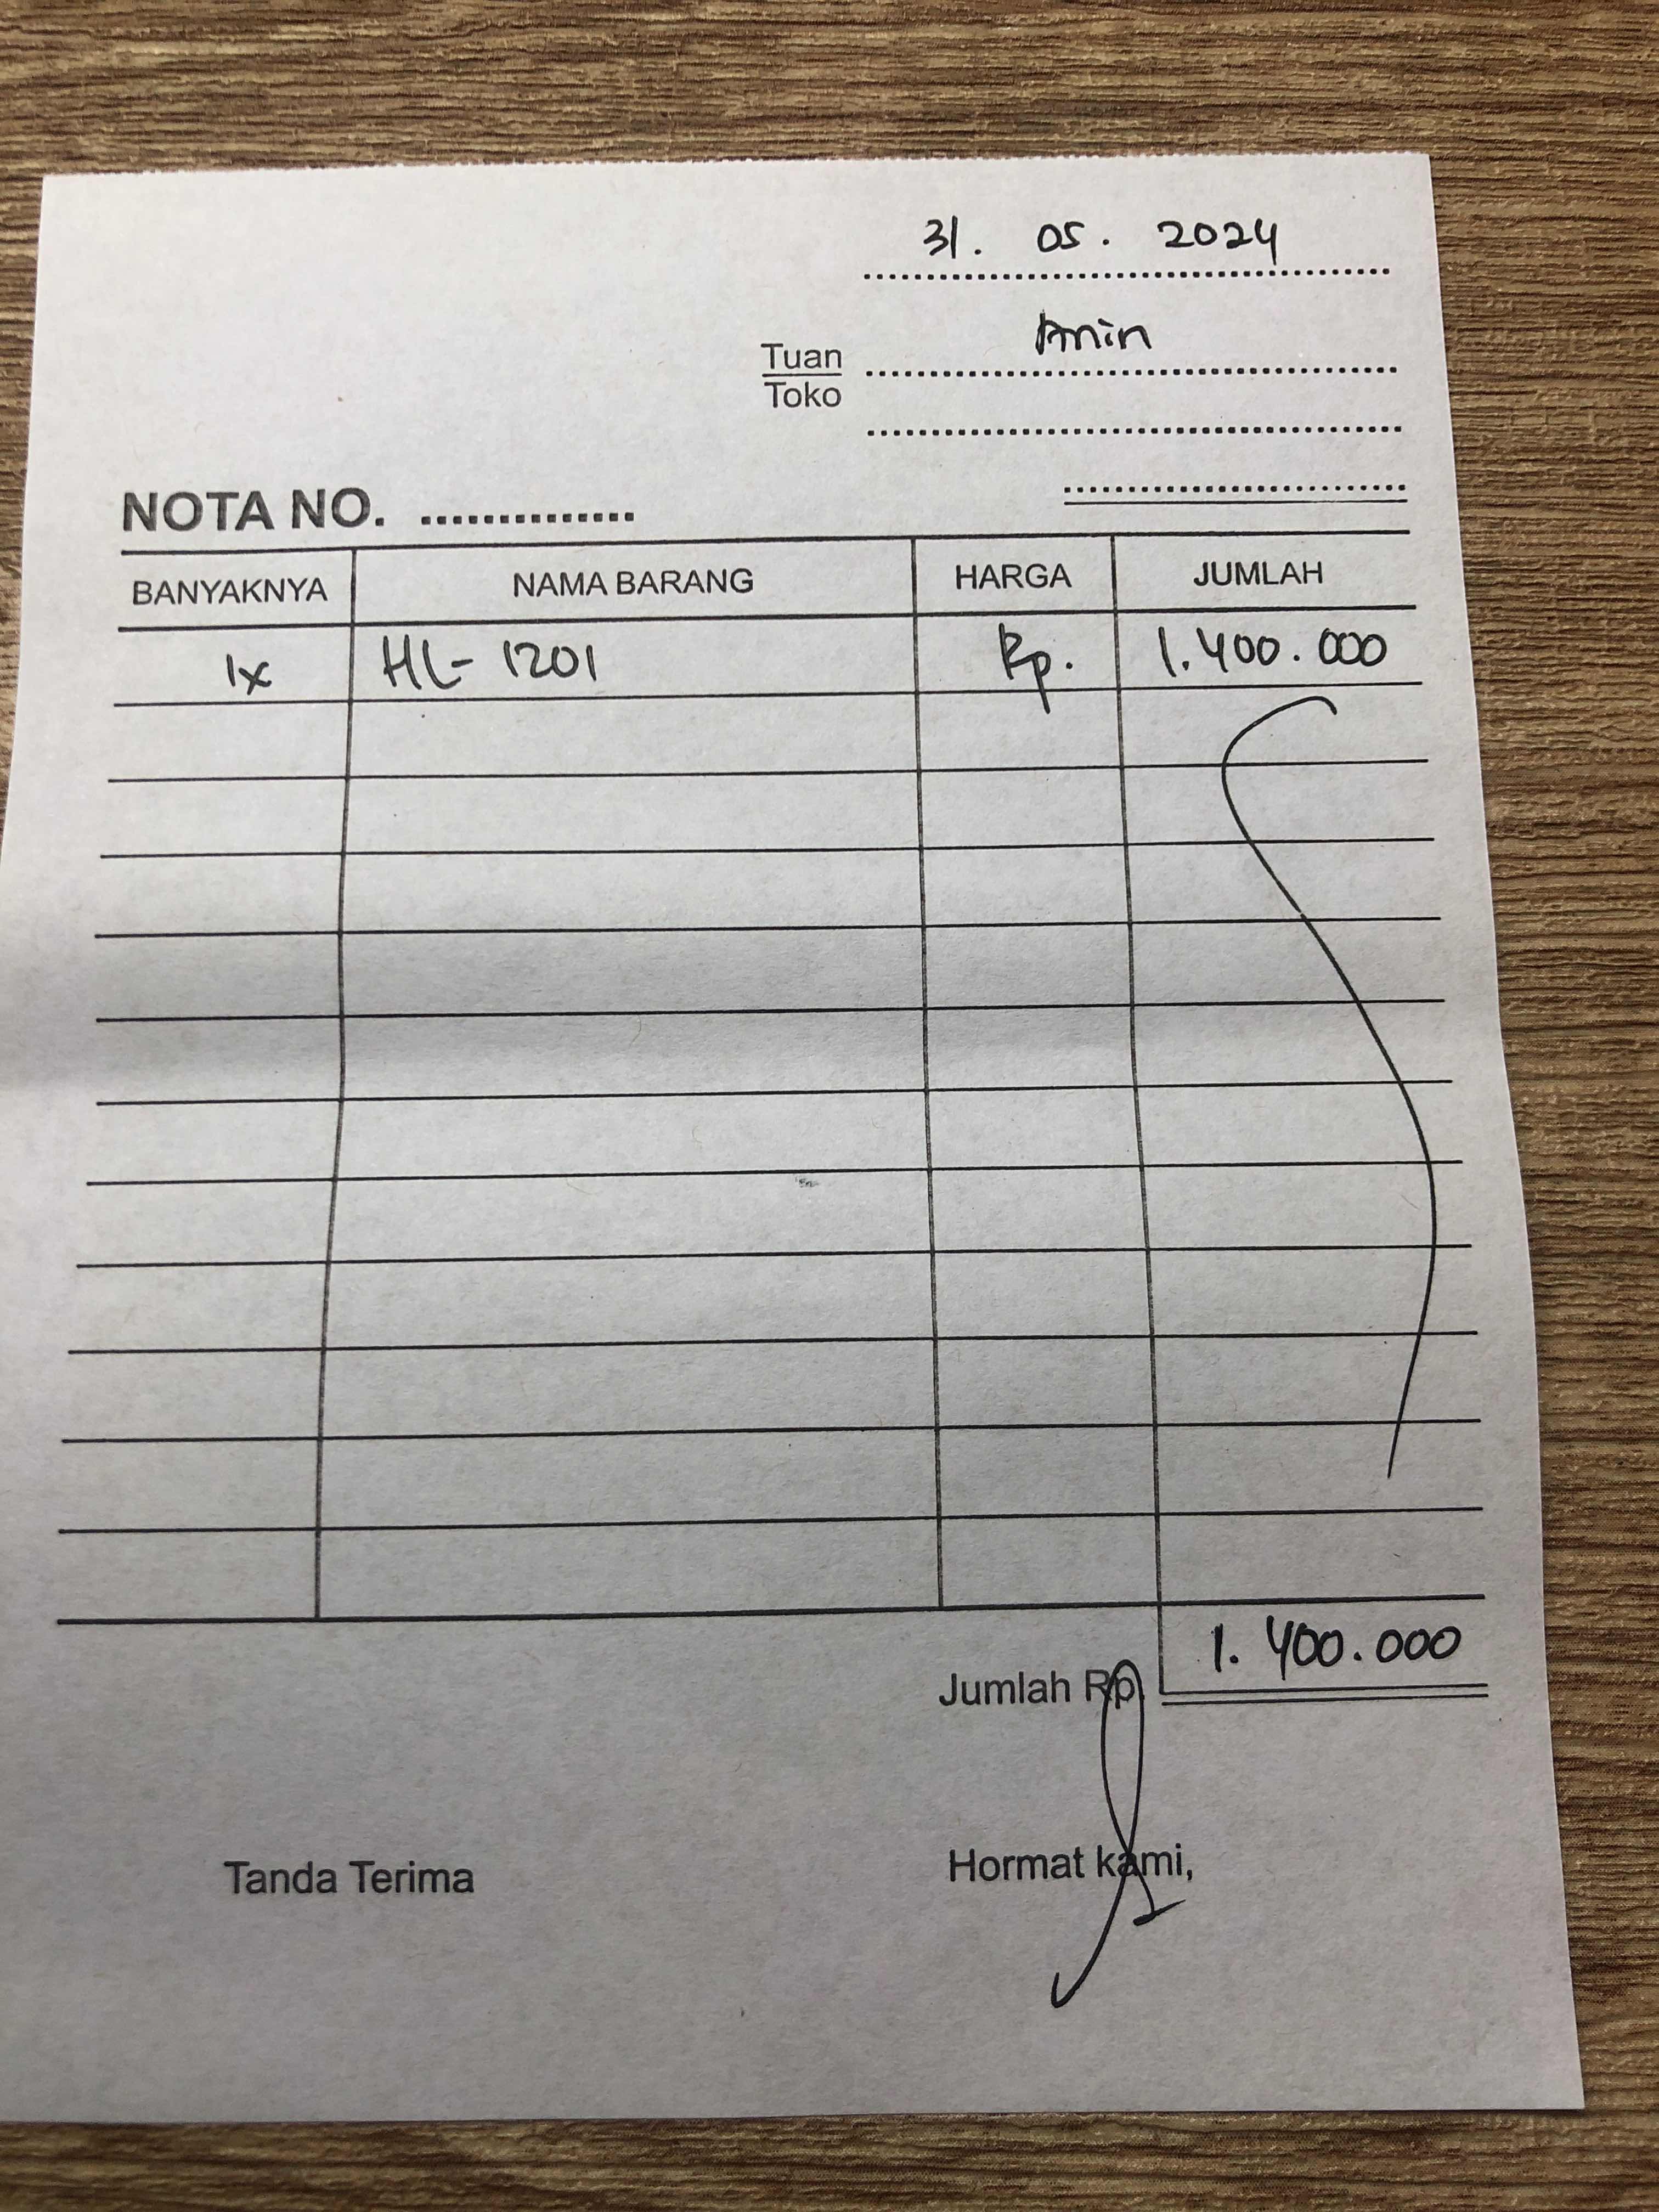 31. 05. 2024
Tuan Anin
Toko
NOTA NO. ...............
BANYAKNYA NAMA BARANG HARGA JUMLAH
1x HL- 1201 Rp. 1.400.000
Jumlah Rp. 1.400.000
Tanda Terima Hormat kami,